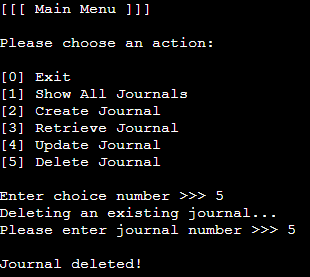 [[[ Main Menu ]]]
Please choose an action:
[0] Exit
[1] Show All Journals
[2] Create Journal
[3] Retrieve Journal
[4] Update Journal
[5] Delete Journal
Enter choice number >>> 5
Deleting an existing journal...
Please enter journal number >>> 5
Journal deleted!